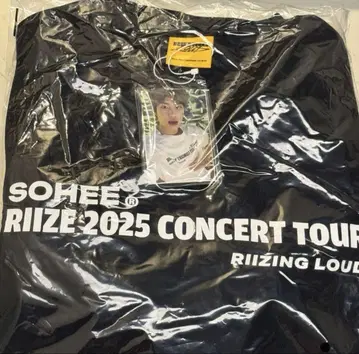 SOHEE®
RIIZE 2025 CONCERT TOUR
RIIZING LOUD